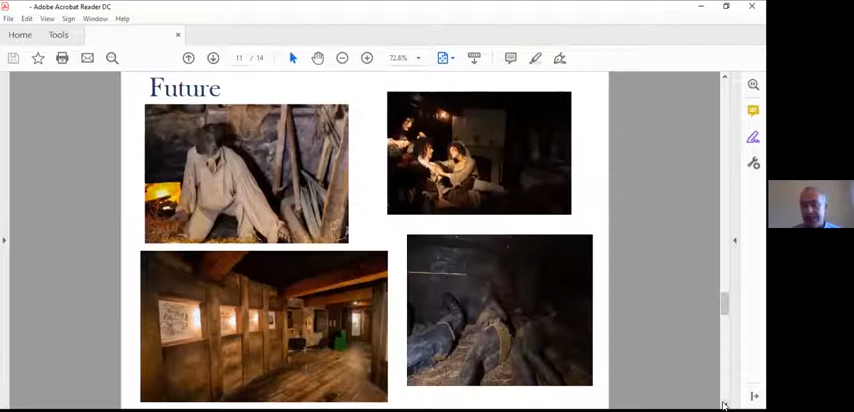 - Adobe Acrobat Reader DC
File Edit View Sign Window Help
Home Tools
11 / 14 72.8%
Future